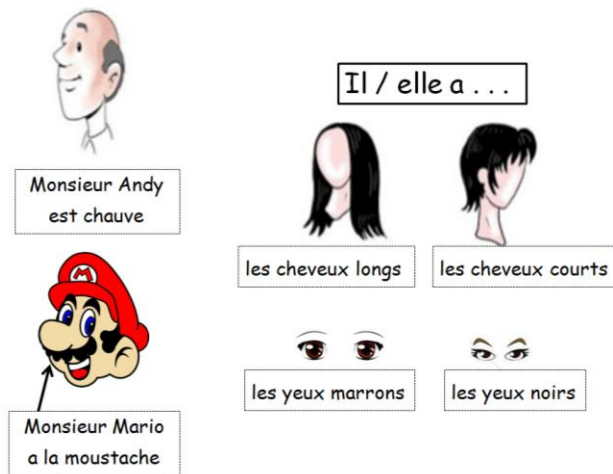 Monsieur Andy
est chauve
M
Monsieur Mario
a la moustache
Il / elle a . . .
les cheveux longs
les cheveux courts
les yeux marrons
les yeux noirs